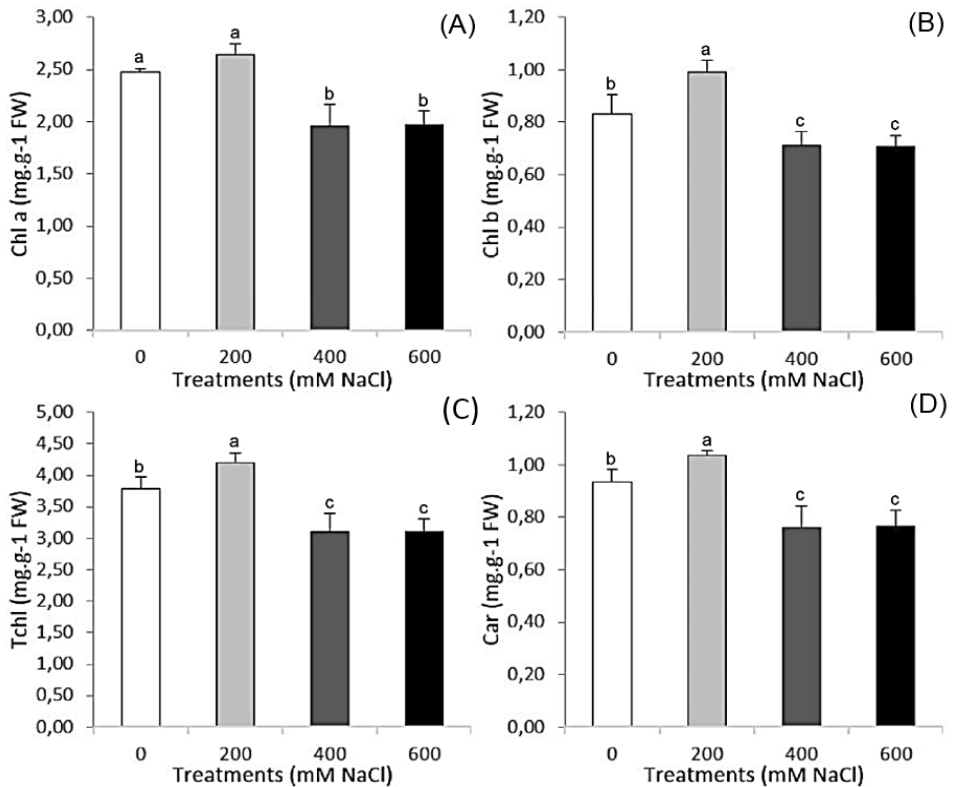 (A)
3,00
2,50
2,00
1,50
1,00
0,50
0,00
Chl a (mg.g-1 FW)
a
a
b
b
0 200 400 600
Treatments (mM NaCl)
(B)
1,20
1,00
0,80
0,60
0,40
0,20
0,00
Chl b (mg.g-1 FW)
b
a
c
c
0 200 400 600
Treatments (mM NaCl)
(C)
5,00
4,50
4,00
3,50
3,00
2,50
2,00
1,50
1,00
0,50
0,00
Tchl (mg.g-1 FW)
b
a
c
c
0 200 400 600
Treatments (mM NaCl)
(D)
1,20
1,00
0,80
0,60
0,40
0,20
0,00
Car (mg.g-1 FW)
b
a
c
c
0 200 400 600
Treatments (mM NaCl)